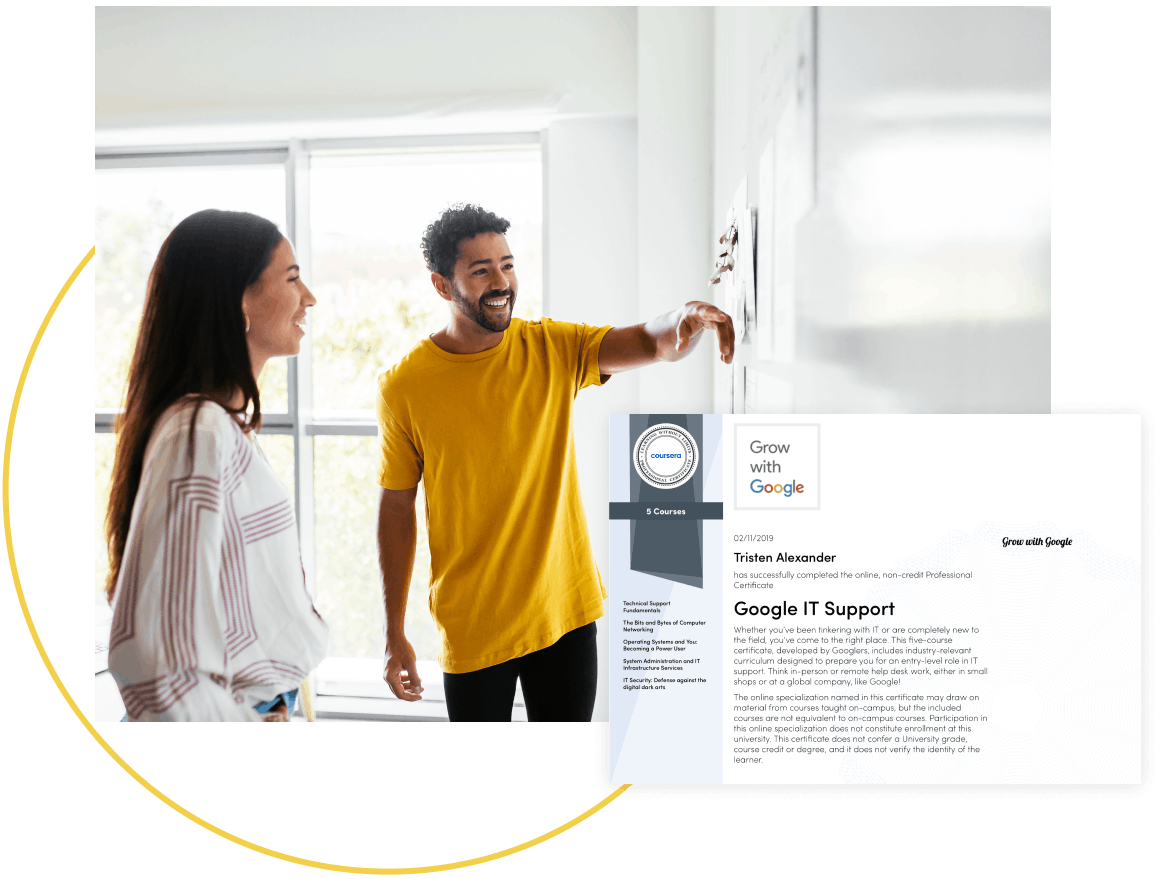 LEARNING WITHOUT LIMITS
coursera
PROFESSIONAL CERTIFICATE
5 Courses
Technical Support
Fundamentals
The Bits and Bytes of Computer
Networking
Operating Systems and You:
Becoming a Power User
System Administration and IT
Infrastructure Services
IT Security: Defense against the
digital dark arts
Grow
with
Google
02/11/2019
Tristen Alexander
has successfully completed the online, non-credit Professional
Certificate
Google IT Support
Whether you've been tinkering with IT or are completely new to
the field, you've come to the right place. This five-course
certificate, developed by Googlers, includes industry-relevant
curriculum designed to prepare you for an entry-level role in IT
support. Think in-person or remote help desk work, either in small
shops or at a global company, like Google!
The online specialization named in this certificate may draw on
material from courses taught on-campus, but the included
courses are not equivalent to on-campus courses. Participation in
this online specialization does not constitute enrollment at this
university. This certificate does not confer a University grade,
course credit or degree, and it does not verify the identity of the
learner.
Grow with Google